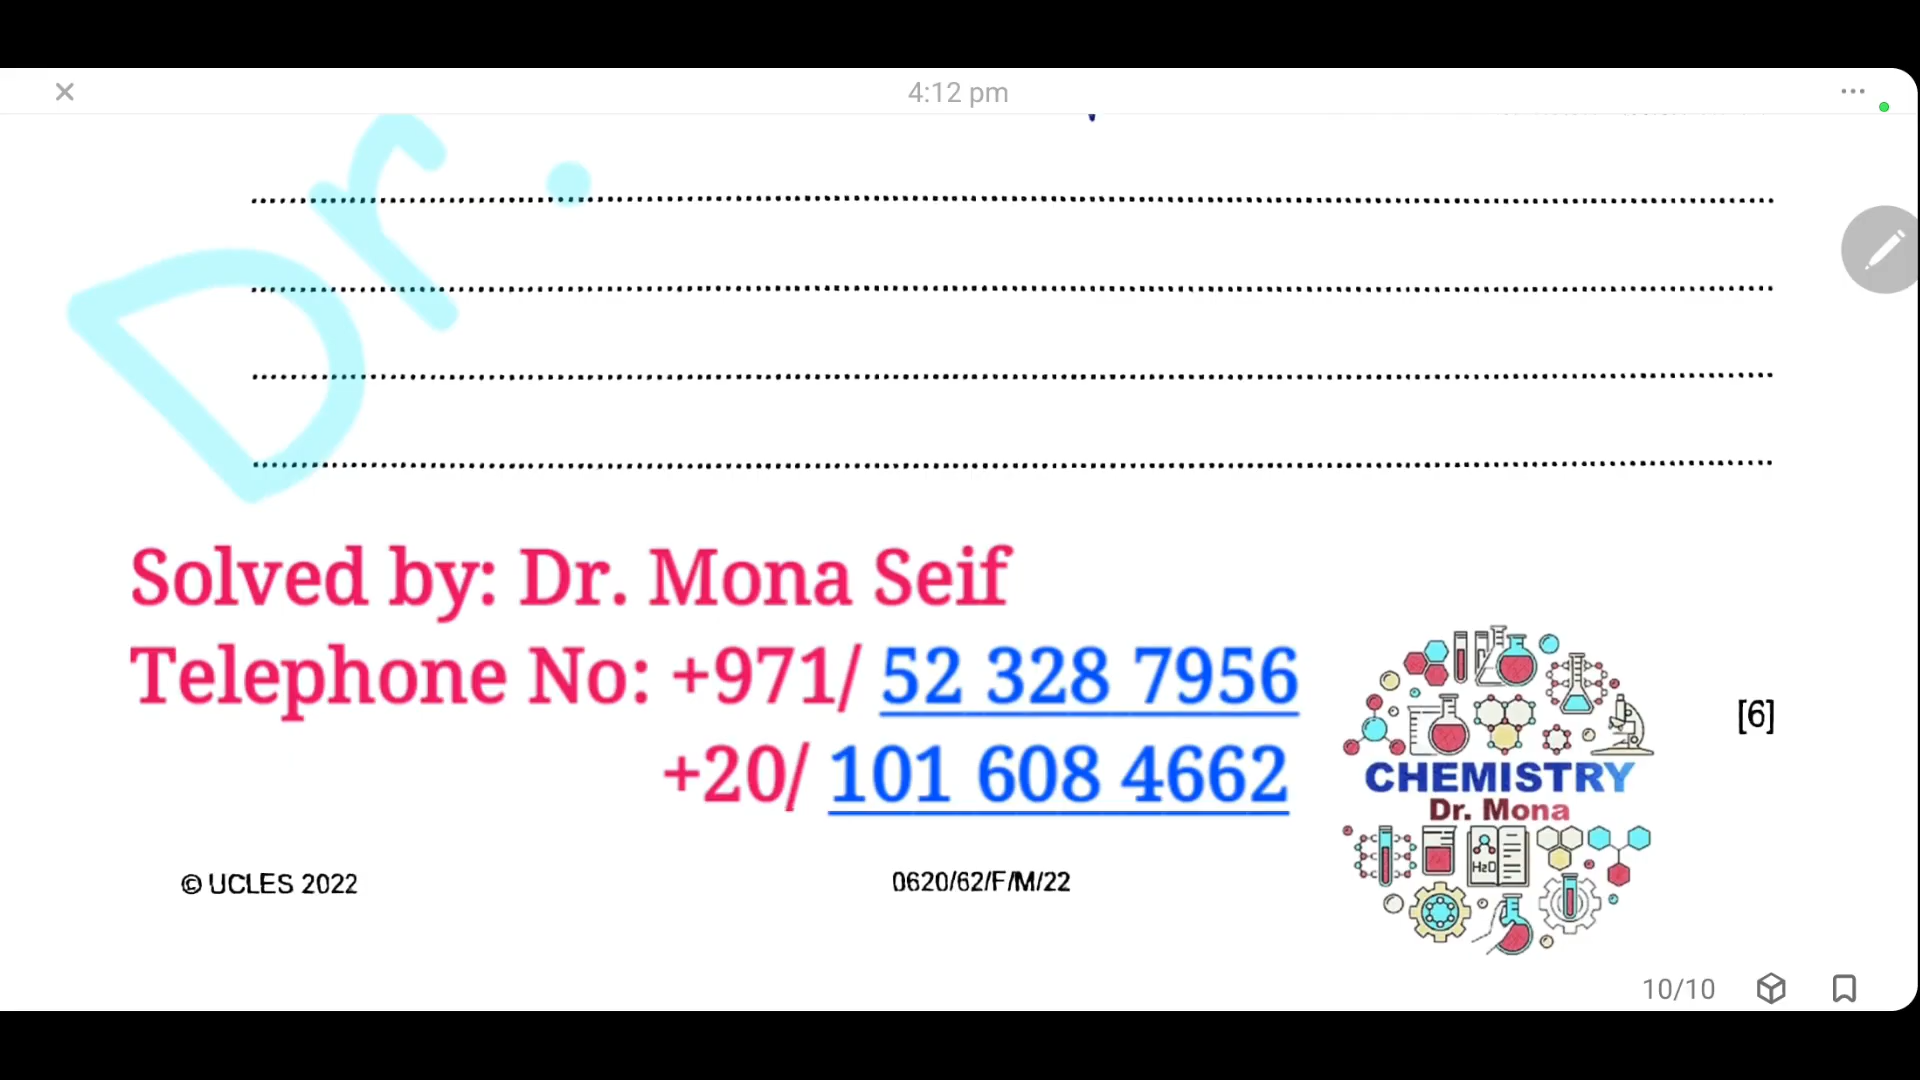 4:12 pm
Dr.
Solved by: Dr. Mona Seif
Telephone No: +971/ 52 328 7956
+20/ 101 608 4662
[6]
CHEMISTRY
Dr. Mona
H₂O
© UCLES 2022
0620/62/F/M/22
10/10